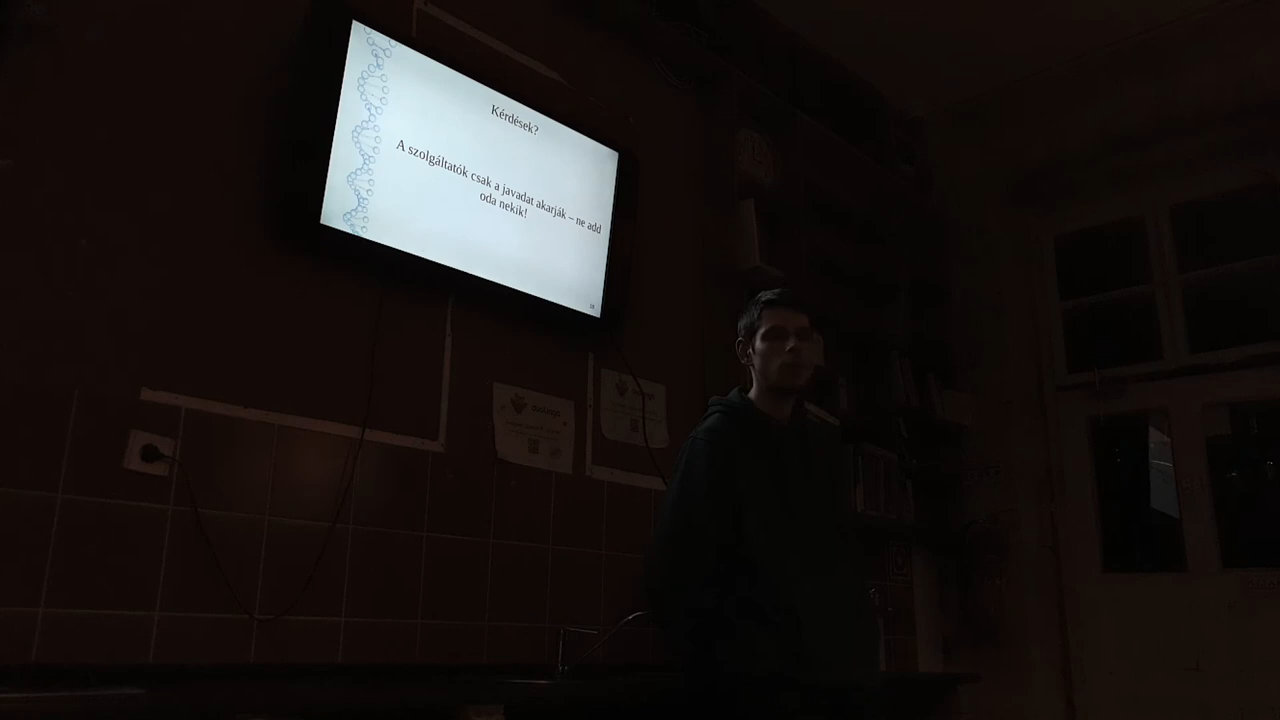 Kérdések?
A szolgáltatók csak a javadat akarják – ne add
oda nekik!